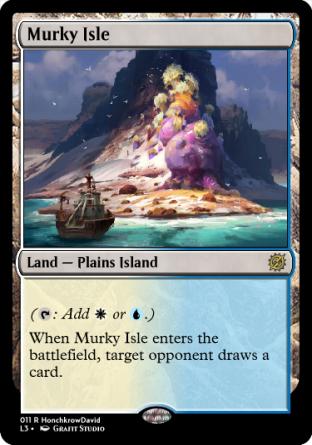 Murky Isle
Land — Plains Island
(: Add or .)
When Murky Isle enters the
battlefield, target opponent draws a
card.
011 R HonchkrowDavid
L3 • Grafit Studio